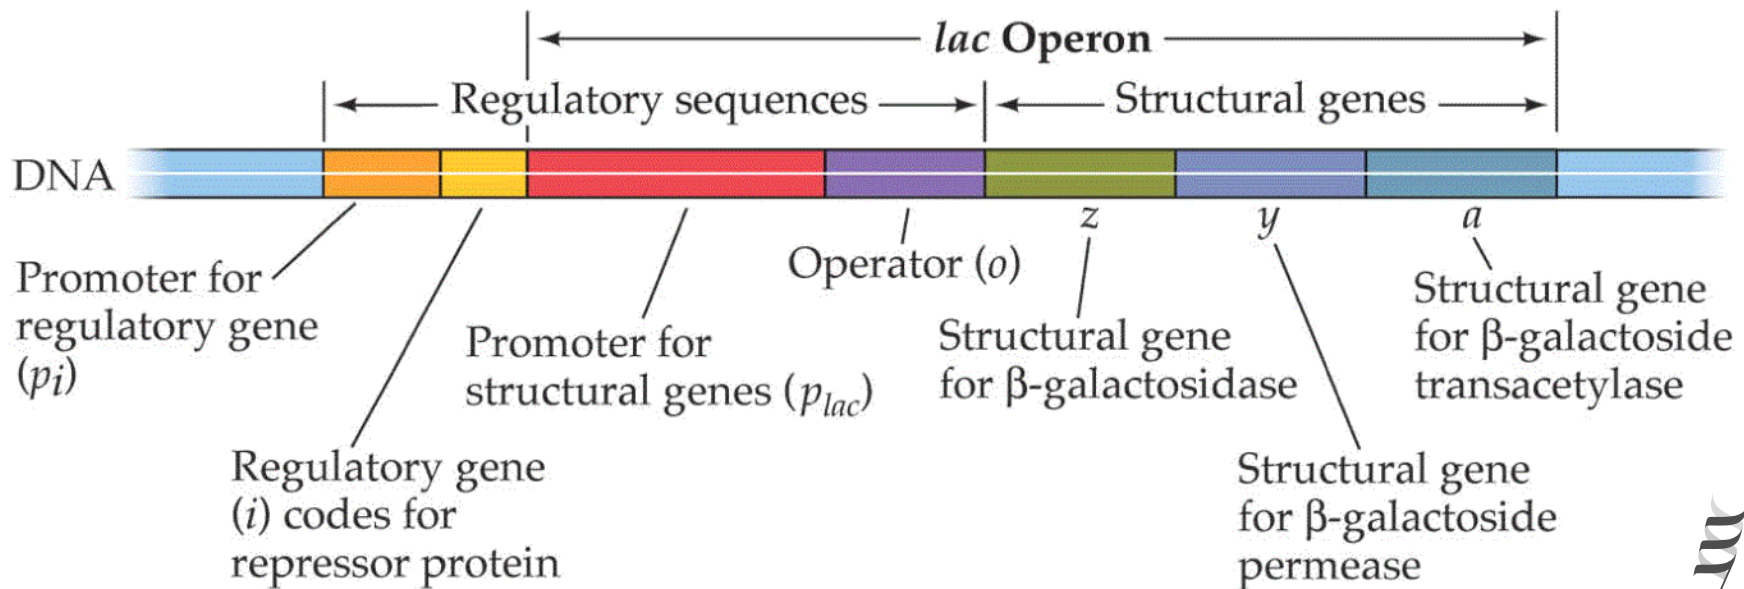 lac Operon
Regulatory sequences
Structural genes
DNA
z
y
a
Promoter for
regulatory gene
(pi)
Regulatory gene
(i) codes for
repressor protein
Promoter for
structural genes (plac)
Operator (o)
Structural gene
for β-galactosidase
Structural gene
for β-galactoside
permease
Structural gene
for β-galactoside
transacetylase